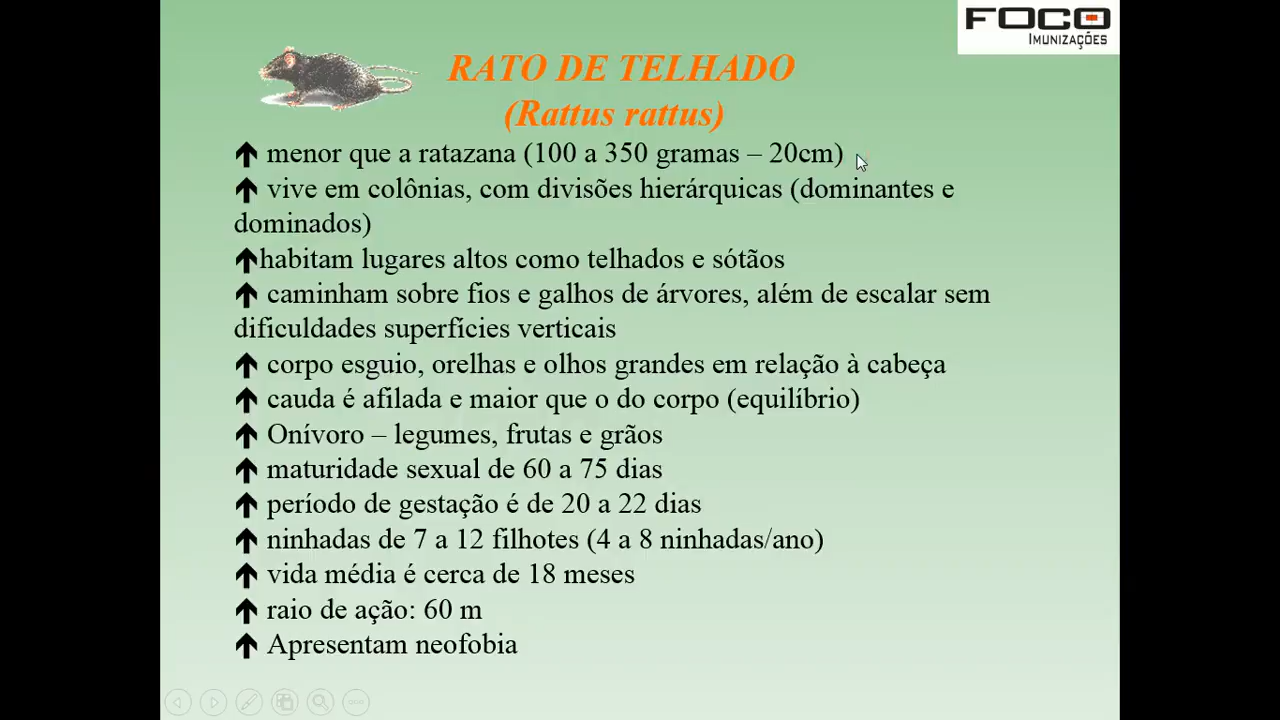 FOCO
IMUNIZAÇÕES
RATO DE TELHADO
(Rattus rattus)
🡹 menor que a ratazana (100 a 350 gramas – 20cm)
🡹 vive em colônias, com divisões hierárquicas (dominantes e
dominados)
🡹habitam lugares altos como telhados e sótãos
🡹 caminham sobre fios e galhos de árvores, além de escalar sem
dificuldades superfícies verticais
🡹 corpo esguio, orelhas e olhos grandes em relação à cabeça
🡹 cauda é afilada e maior que o do corpo (equilíbrio)
🡹 Onívoro – legumes, frutas e grãos
🡹 maturidade sexual de 60 a 75 dias
🡹 período de gestação é de 20 a 22 dias
🡹 ninhadas de 7 a 12 filhotes (4 a 8 ninhadas/ano)
🡹 vida média é cerca de 18 meses
🡹 raio de ação: 60 m
🡹 Apresentam neofobia